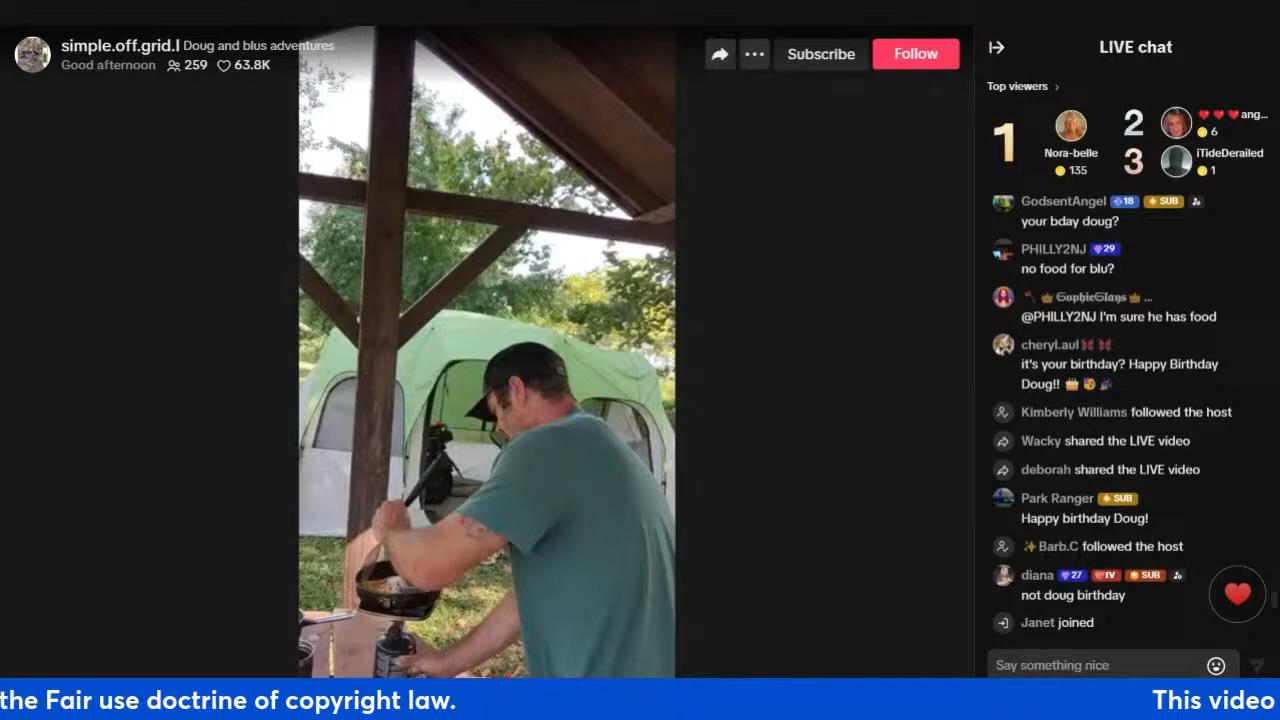 simple.off.grid.l Doug and blus adventures
Good afternoon 259 63.8K
Subscribe
Follow
LIVE chat
Top viewers >
1
Nora-belle
135
2
ang...
6
3
iTideDerailed
1
GodsentAngel 18 SUB
your bday doug?
PHILLY2NJ 29
no food for blu?
𝕾𝖔𝖕𝖍𝖎𝖊𝕾𝖑𝖆𝖞𝖘 ...
@PHILLY2NJ I'm sure he has food
cheryl.aul
it's your birthday? Happy Birthday
Doug!! 🎂 🥳 🎉
Kimberly Williams followed the host
Wacky shared the LIVE video
deborah shared the LIVE video
Park Ranger SUB
Happy birthday Doug!
✨Barb.C followed the host
diana 27 IV SUB
not doug birthday
Janet joined
Say something nice
the Fair use doctrine of copyright law.
This video